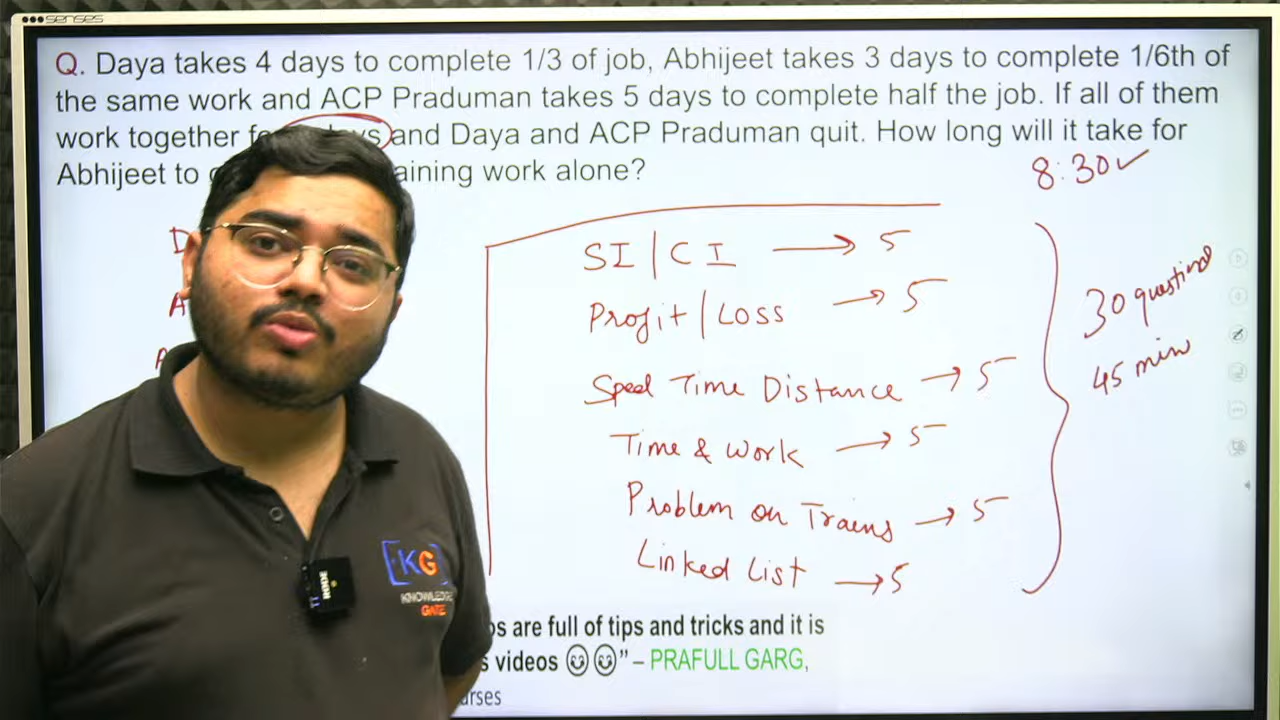 senses
Q. Daya takes 4 days to complete 1/3 of job, Abhijeet takes 3 days to complete 1/6th of
the same work and ACP Praduman takes 5 days to complete half the job. If all of them
work together and Daya and ACP Praduman quit. How long will it take for
Abhijeet to work alone?
8:30✓
D
SI | CI → 5
A
Profit | Loss → 5
A
Speed Time Distance → 5
Time & Work → 5
Problem on Trains → 5
Linked List → 5
30 questions
45 min
[KG]
KNOWLEDGE
GATE
are full of tips and tricks and it is
videos ☺☺” – PRAFULL GARG,